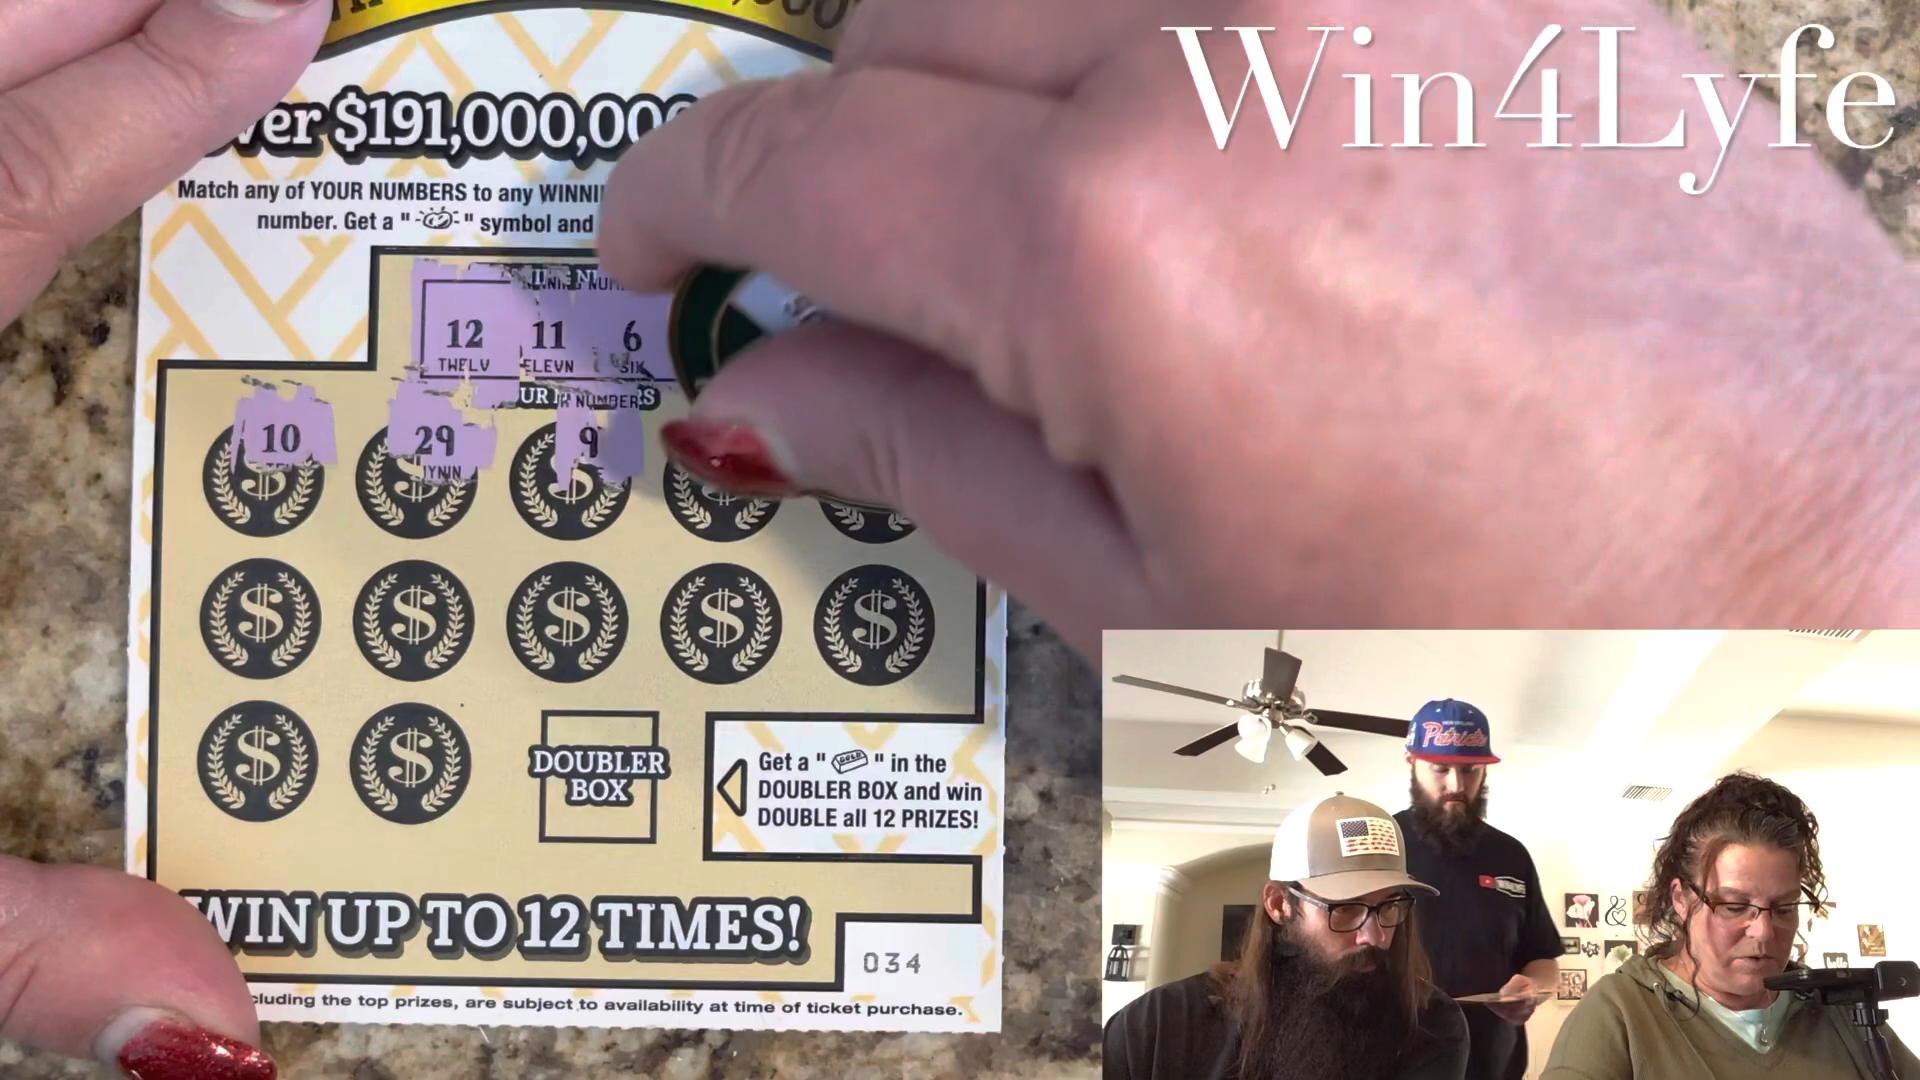 Win4Lyfe
ver $191,000,00
Match any of YOUR NUMBERS to any
number. Get a " " symbol and
12 11 6
TWELV ELEVN SIX
NUMBERS
10 29 9
DOUBLER
BOX
Get a " GOLD " in the
DOUBLER BOX and win
DOUBLE all 12 PRIZES!
WIN UP TO 12 TIMES!
034
cluding the top prizes, are subject to availability at time of ticket purchase.
Patriots